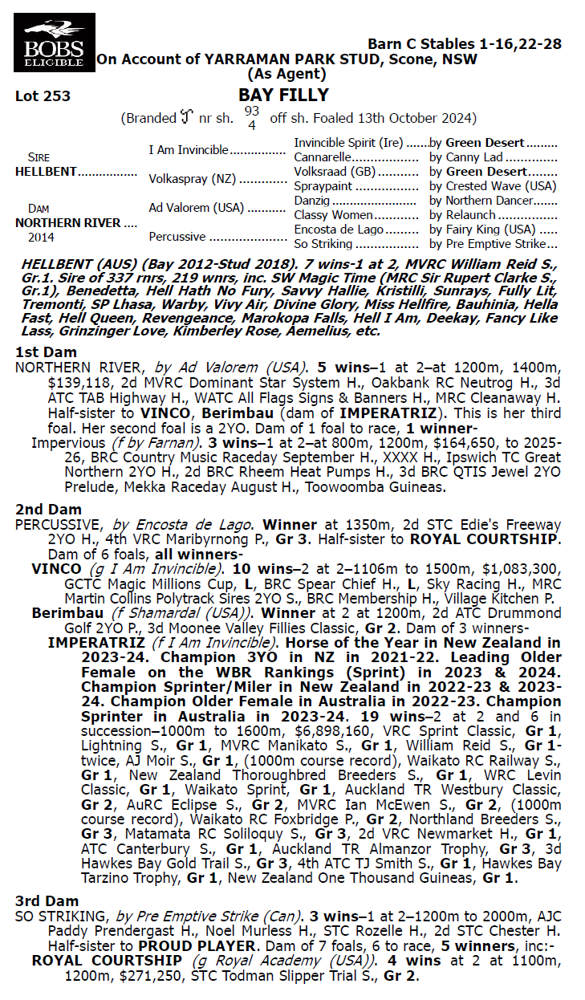 BOBS
ELIGIBLE
Barn C Stables 1-16,22-28
On Account of YARRAMAN PARK STUD, Scone, NSW
(As Agent)
Lot 253 BAY FILLY
(Branded nr sh. 93/4 off sh. Foaled 13th October 2024)
SIRE
HELLBENT................
DAM
NORTHERN RIVER ....
2014
I Am Invincible................
Volkaspray (NZ) .............
Ad Valorem (USA) ...........
Percussive ......................
Invincible Spirit (Ire) .......by Green Desert.........
Cannarelle.................. by Canny Lad ...............
Volksraad (GB) ........... by Green Desert........
Spraypaint ................. by Crested Wave (USA)
Danzig ........................ by Northern Dancer.......
Classy Women............ by Relaunch .................
Encosta de Lago......... by Fairy King (USA) .....
So Striking ................. by Pre Emptive Strike...
HELLBENT (AUS) (Bay 2012-Stud 2018). 7 wins-1 at 2, MVRC William Reid S.,
Gr.1. Sire of 337 rnrs, 219 wnrs, inc. SW Magic Time (MRC Sir Rupert Clarke S.,
Gr.1), Benedetta, Hell Hath No Fury, Savvy Hallie, Kristilli, Sunrays, Fully Lit,
Tremonti, SP Lhasa, Warby, Vivy Air, Divine Glory, Miss Hellfire, Bauhinia, Hella
Fast, Hell Queen, Revengeance, Marokopa Falls, Hell I Am, Deekay, Fancy Like
Lass, Grinzinger Love, Kimberley Rose, Aemelius, etc.
1st Dam
NORTHERN RIVER, by Ad Valorem (USA). 5 wins–1 at 2–at 1200m, 1400m,
$139,118, 2d MVRC Dominant Star System H., Oakbank RC Neutrog H., 3d
ATC TAB Highway H., WATC All Flags Signs & Banners H., MRC Cleanaway H.
Half-sister to VINCO, Berimbau (dam of IMPERATRIZ). This is her third
foal. Her second foal is a 2YO. Dam of 1 foal to race, 1 winner-
Impervious (f by Farnan). 3 wins–1 at 2–at 800m, 1200m, $164,650, to 2025-
26, BRC Country Music Raceday September H., XXXX H., Ipswich TC Great
Northern 2YO H., 2d BRC Rheem Heat Pumps H., 3d BRC QTIS Jewel 2YO
Prelude, Mekka Raceday August H., Toowoomba Guineas.
2nd Dam
PERCUSSIVE, by Encosta de Lago. Winner at 1350m, 2d STC Edie's Freeway
2YO H., 4th VRC Maribyrnong P., Gr 3. Half-sister to ROYAL COURTSHIP.
Dam of 6 foals, all winners-
VINCO (g I Am Invincible). 10 wins–2 at 2–1106m to 1500m, $1,083,300,
GCTC Magic Millions Cup, L, BRC Spear Chief H., L, Sky Racing H., MRC
Martin Collins Polytrack Sires 2YO S., BRC Membership H., Village Kitchen P.
Berimbau (f Shamardal (USA)). Winner at 2 at 1200m, 2d ATC Drummond
Golf 2YO P., 3d Moonee Valley Fillies Classic, Gr 2. Dam of 3 winners-
IMPERATRIZ (f I Am Invincible). Horse of the Year in New Zealand in
2023-24. Champion 3YO in NZ in 2021-22. Leading Older
Female on the WBR Rankings (Sprint) in 2023 & 2024.
Champion Sprinter/Miler in New Zealand in 2022-23 & 2023-
24. Champion Older Female in Australia in 2022-23. Champion
Sprinter in Australia in 2023-24. 19 wins–2 at 2 and 6 in
succession–1000m to 1600m, $6,898,160, VRC Sprint Classic, Gr 1,
Lightning S., Gr 1, MVRC Manikato S., Gr 1, William Reid S., Gr 1-
twice, AJ Moir S., Gr 1, (1000m course record), Waikato RC Railway S.,
Gr 1, New Zealand Thoroughbred Breeders S., Gr 1, WRC Levin
Classic, Gr 1, Waikato Sprint, Gr 1, Auckland TR Westbury Classic,
Gr 2, AuRC Eclipse S., Gr 2, MVRC Ian McEwen S., Gr 2, (1000m
course record), Waikato RC Foxbridge P., Gr 2, Northland Breeders S.,
Gr 3, Matamata RC Soliloquy S., Gr 3, 2d VRC Newmarket H., Gr 1,
ATC Canterbury S., Gr 1, Auckland TR Almanzor Trophy, Gr 3, 3d
Hawkes Bay Gold Trail S., Gr 3, 4th ATC TJ Smith S., Gr 1, Hawkes Bay
Tarzino Trophy, Gr 1, New Zealand One Thousand Guineas, Gr 1.
3rd Dam
SO STRIKING, by Pre Emptive Strike (Can). 3 wins–1 at 2–1200m to 2000m, AJC
Paddy Prendergast H., Noel Murless H., STC Rozelle H., 2d STC Chester H.
Half-sister to PROUD PLAYER. Dam of 7 foals, 6 to race, 5 winners, inc:-
ROYAL COURTSHIP (g Royal Academy (USA)). 4 wins at 2 at 1100m,
1200m, $271,250, STC Todman Slipper Trial S., Gr 2.